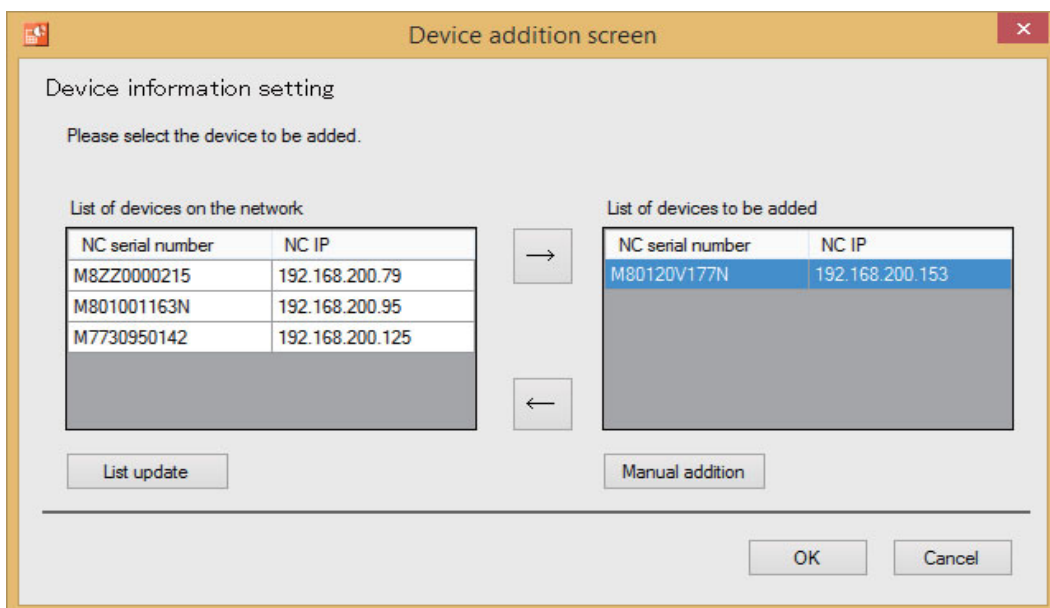 Device addition screen
Device information setting
Please select the device to be added.
List of devices on the network
NC serial number NC IP
M8ZZ0000215 192.168.200.79
M801001163N 192.168.200.95
M7730950142 192.168.200.125
→
←
List of devices to be added
NC serial number NC IP
M80120V177N 192.168.200.153
List update
Manual addition
OK Cancel